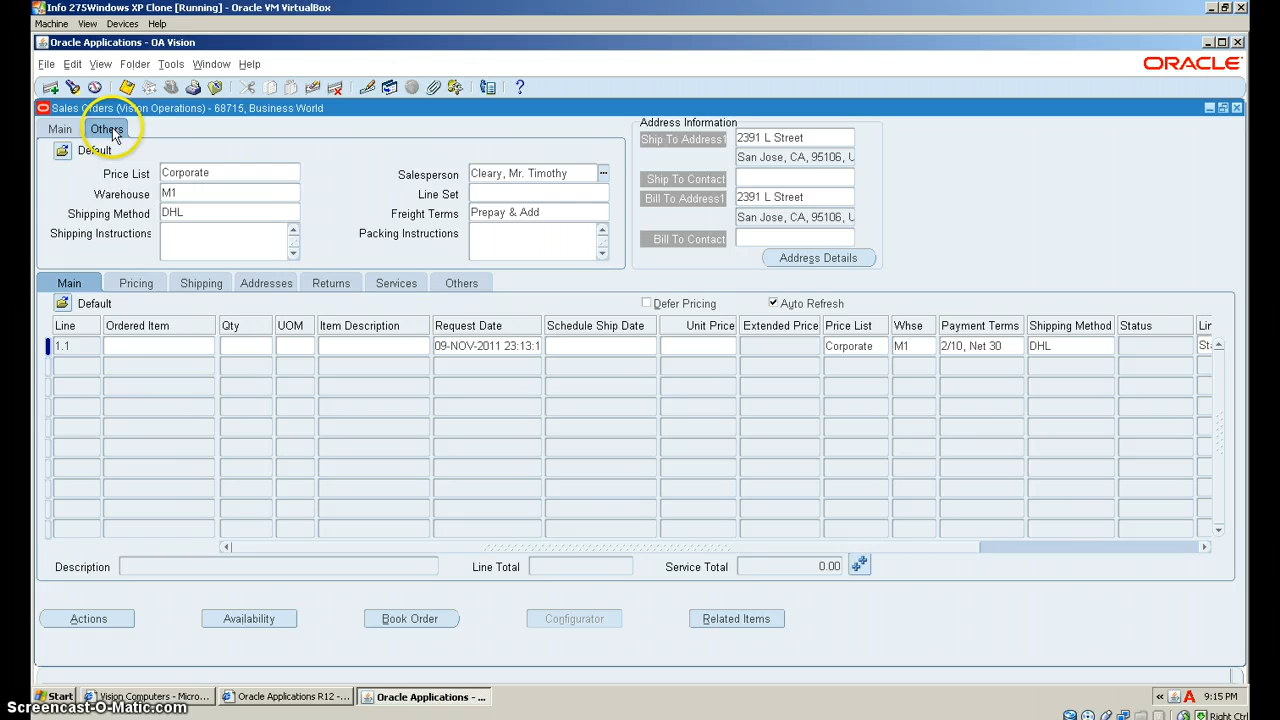 Info 275Windows XP Clone [Running] - Oracle VM VirtualBox
Machine View Devices Help
Oracle Applications - OA Vision
File Edit View Folder Tools Window Help
ORACLE
Sales Orders (Vision Operations) - 68715, Business World
Main Others
Default
Price List Corporate
Warehouse M1
Shipping Method DHL
Shipping Instructions
Salesperson Cleary, Mr. Timothy
Line Set
Freight Terms Prepay & Add
Packing Instructions
Address Information
Ship To Address1 2391 L Street
San Jose, CA, 95106, U
Ship To Contact
Bill To Address1 2391 L Street
San Jose, CA, 95106, U
Bill To Contact
Address Details
Main Pricing Shipping Addresses Returns Services Others
Default Defer Pricing Auto Refresh
Line Ordered Item Qty UOM Item Description Request Date Schedule Ship Date Unit Price Extended Price Price List Whse Payment Terms Shipping Method Status Lin
1.1 09-NOV-2011 23:13:1 Corporate M1 2/10, Net 30 DHL Sta
Description Line Total Service Total 0.00
Actions Availability Book Order Configurator Related Items
Start Vision Computers - Micro... Oracle Applications R12 -... Oracle Applications - ... « A 9:15 PM
Screencast-O-Matic.com
Right Ctrl